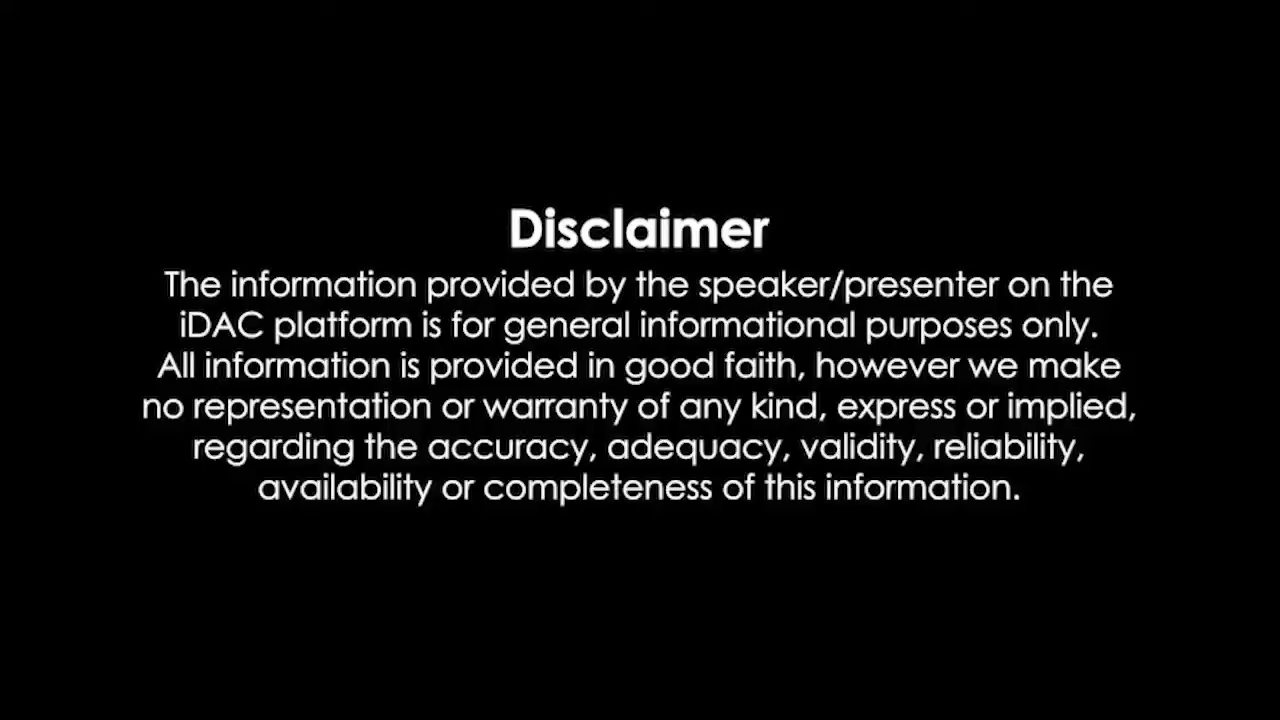 Disclaimer
The information provided by the speaker/presenter on the
iDAC platform is for general informational purposes only.
All information is provided in good faith, however we make
no representation or warranty of any kind, express or implied,
regarding the accuracy, adequacy, validity, reliability,
availability or completeness of this information.